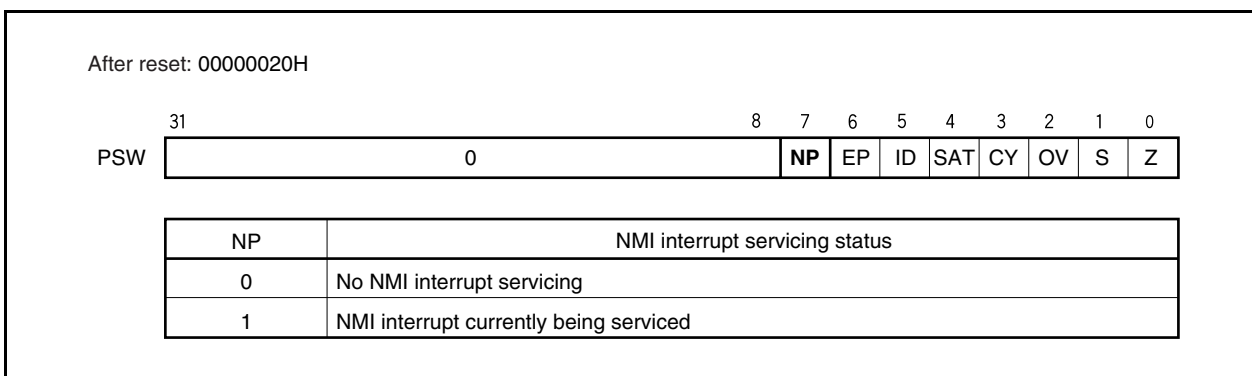 After reset: 00000020H
31 8 7 6 5 4 3 2 1 0
PSW 0 NP EP ID SAT CY OV S Z
NP NMI interrupt servicing status
0 No NMI interrupt servicing
1 NMI interrupt currently being serviced